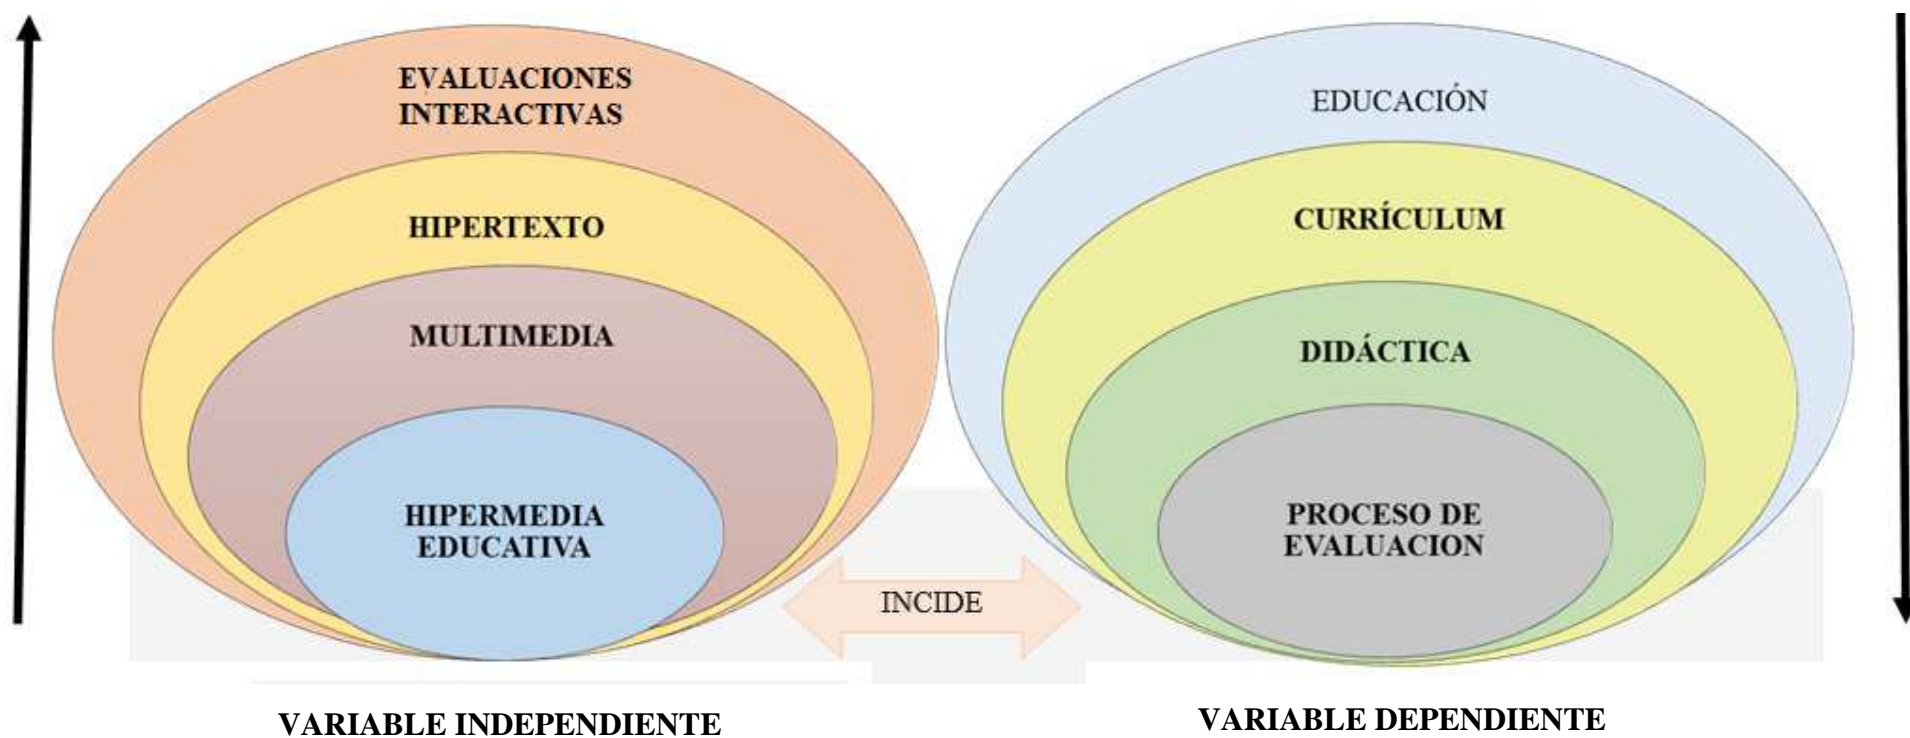 EVALUACIONES
INTERACTIVAS
HIPERTEXTO
MULTIMEDIA
HIPERMEDIA
EDUCATIVA
EDUCACIÓN
CURRÍCULUM
DIDÁCTICA
PROCESO DE
EVALUACION
INCIDE
VARIABLE INDEPENDIENTE
VARIABLE DEPENDIENTE